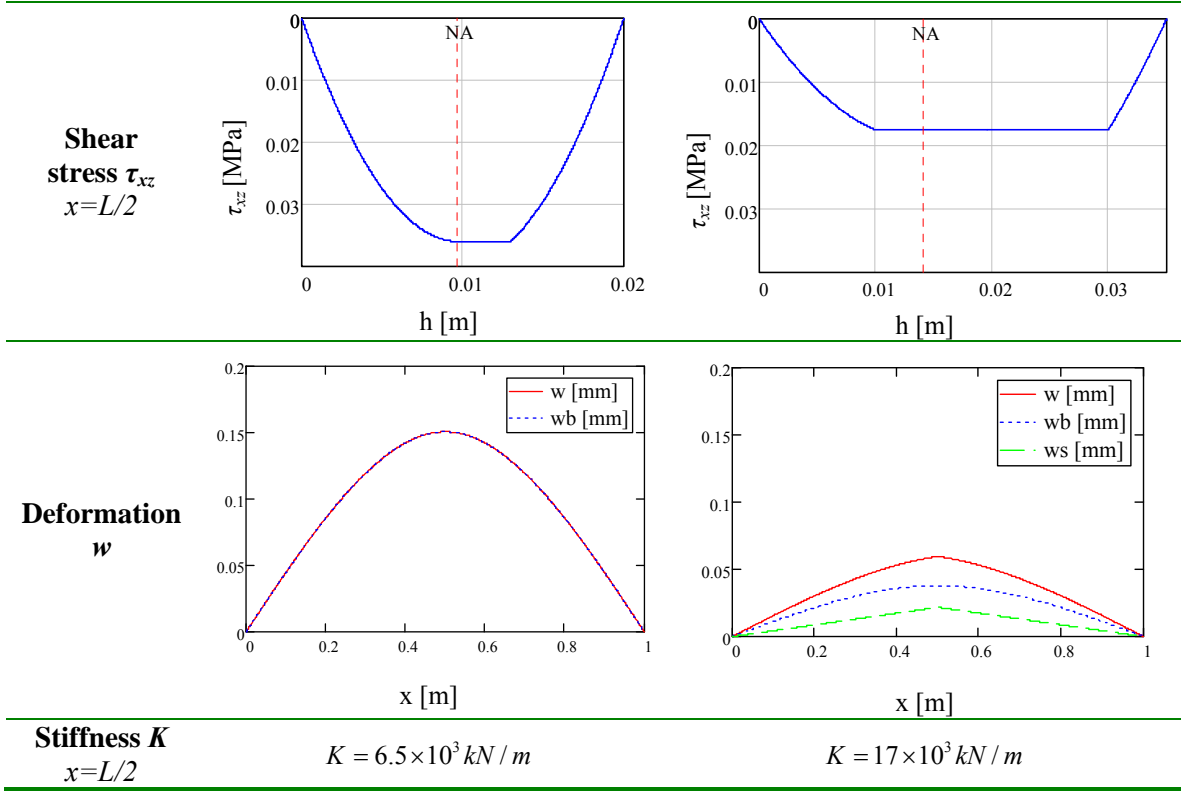 Shear
stress τxz
x=L/2
0
0.01
0.02
0.03
τxz [MPa]
NA
0
0.01
0.02
h [m]
0
0.01
0.02
0.03
τxz [MPa]
NA
0
0.01
0.02
0.03
h [m]
Deformation
w
0.2
0.15
0.1
0.05
0
w [mm]
wb [mm]
0
0.2
0.4
0.6
0.8
1
x [m]
0.2
0.15
0.1
0.05
0
w [mm]
wb [mm]
ws [mm]
0
0.2
0.4
0.6
0.8
1
x [m]
Stiffness K
x=L/2
K = 6.5×10³ kN / m
K = 17×10³ kN / m